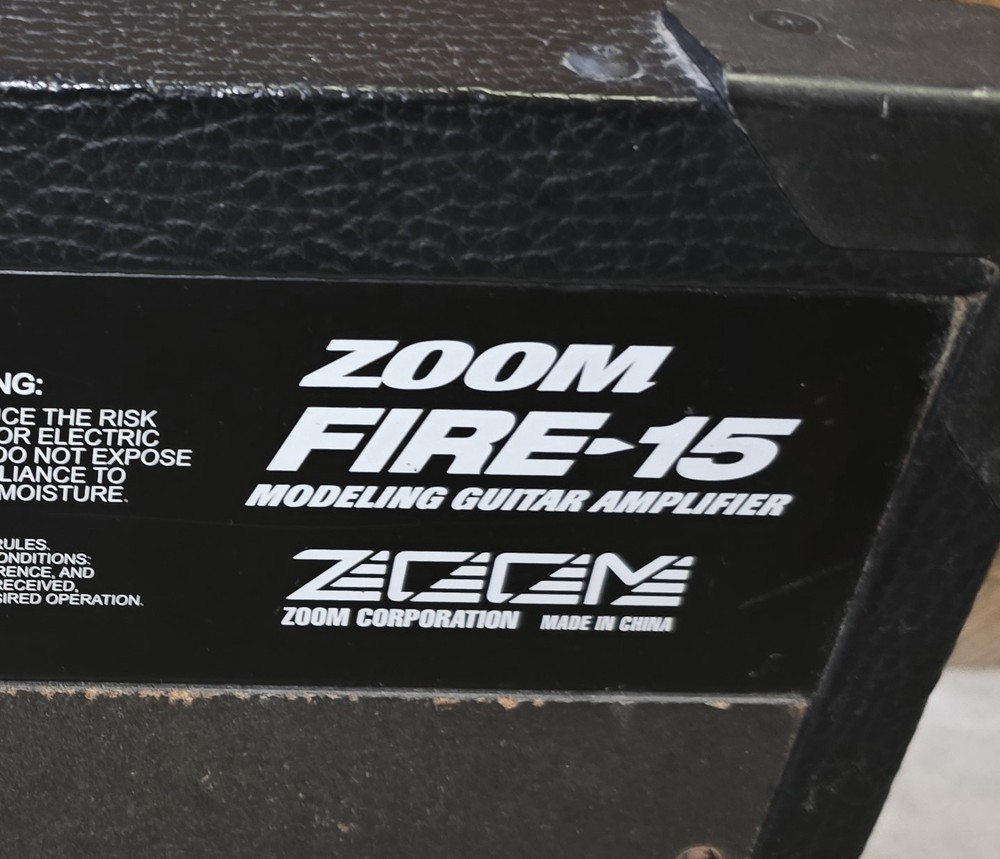 NG:
CE THE RISK
OR ELECTRIC
DO NOT EXPOSE
LIANCE TO
MOISTURE.
RULES.
ONDITIONS:
RENCE, AND
RECEIVED,
SIRED OPERATION.
ZOOM
FIRE-15
MODELING GUITAR AMPLIFIER
ZOOM
ZOOM CORPORATION MADE IN CHINA